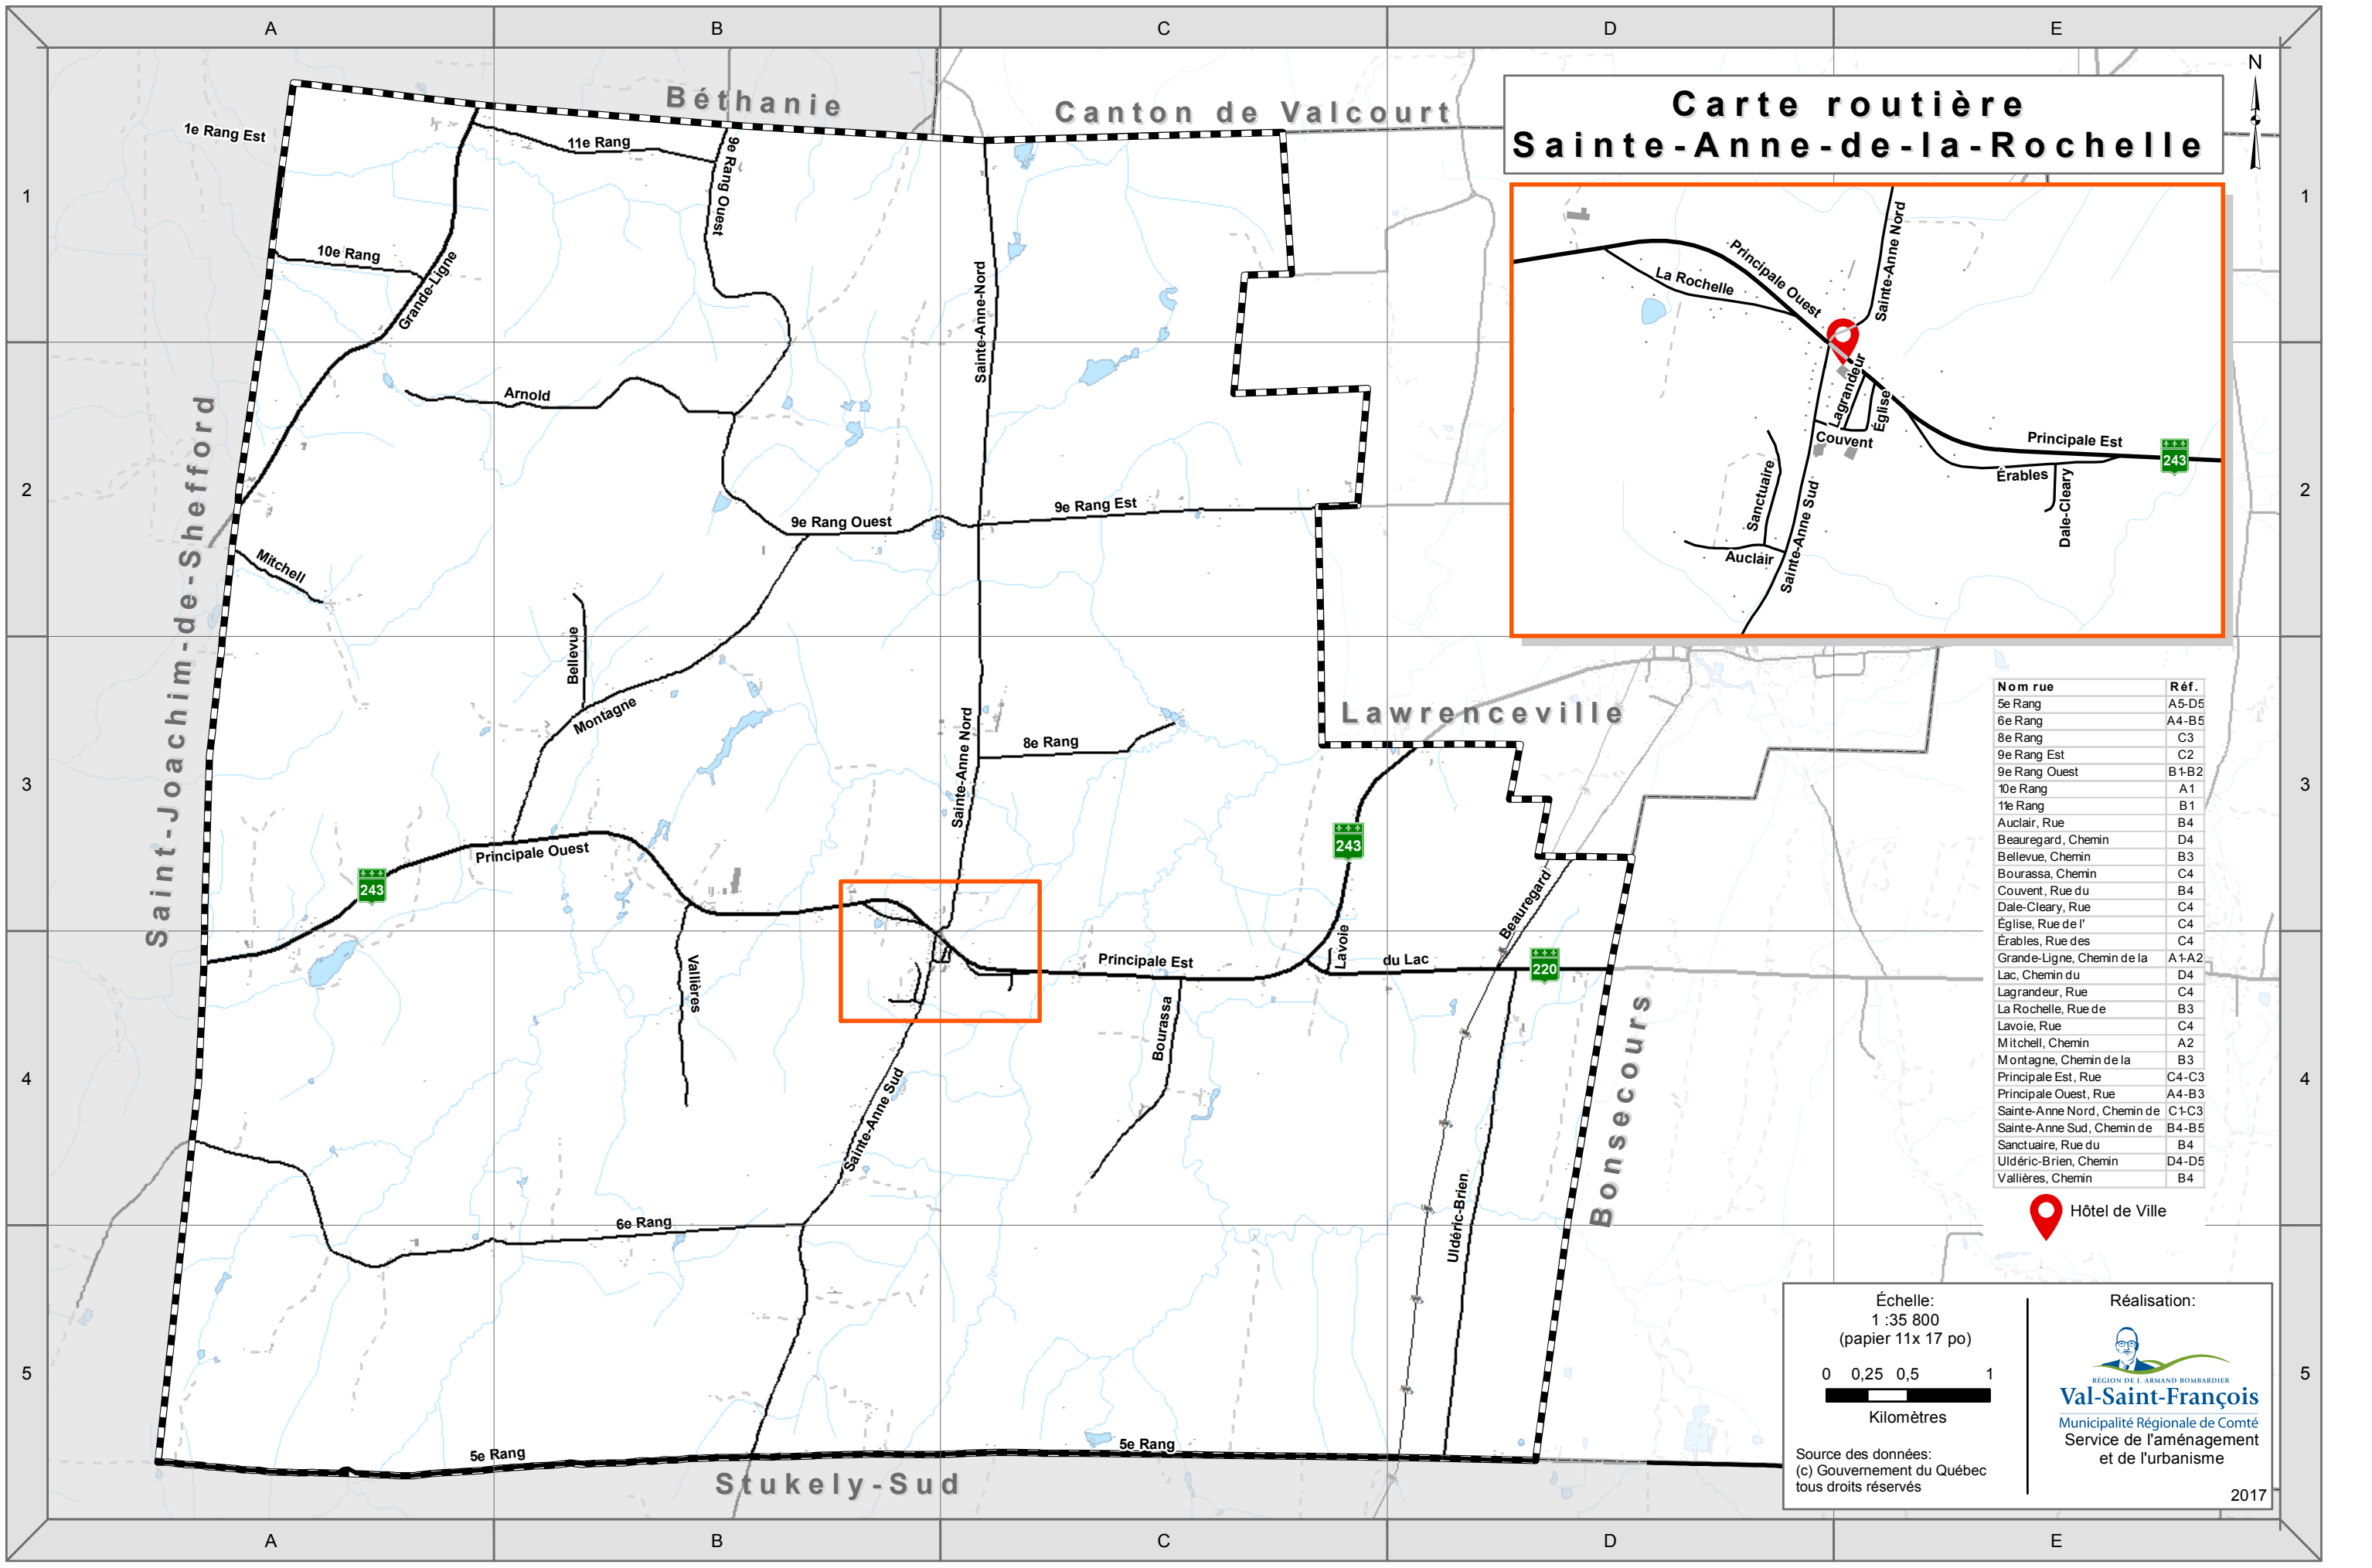 A
B
C
D
E
N
Béthanie
Canton de Valcourt
Carte routière
Sainte-Anne-de-la-Rochelle
1e Rang Est
11e Rang
9e Rang Ouest
1
1
10e Rang
Grande-Ligne
Sainte-Anne-Nord
Arnold
Saint-Joachim-de-Shefford
2
2
9e Rang Ouest
9e Rang Est
Mitchell
Bellevue
Montagne
Sainte-Anne Nord
8e Rang
Lawrenceville
3
3
243
Principale Ouest
243
Beauregard
Lavoie
Vallières
Principale Est
du Lac
220
Bourassa
Bonsecours
4
4
Sainte-Anne Sud
6e Rang
Uldéric-Brien
5
5
5e Rang
5e Rang
Stukely-Sud
Principale Ouest
La Rochelle
Sainte-Anne Nord
Lagrandeur
Église
Couvent
Principale Est
243
Érables
Dale-Cleary
Sanctuaire
Auclair
Sainte-Anne Sud
Nom rue Réf.
5e Rang A5-D5
6e Rang A4-B5
8e Rang C3
9e Rang Est C2
9e Rang Ouest B1-B2
10e Rang A1
11e Rang B1
Auclair, Rue B4
Beauregard, Chemin D4
Bellevue, Chemin B3
Bourassa, Chemin C4
Couvent, Rue du B4
Dale-Cleary, Rue C4
Église, Rue de l' C4
Érables, Rue des C4
Grande-Ligne, Chemin de la A1-A2
Lac, Chemin du D4
Lagrandeur, Rue C4
La Rochelle, Rue de B3
Lavoie, Rue C4
Mitchell, Chemin A2
Montagne, Chemin de la B3
Principale Est, Rue C4-C3
Principale Ouest, Rue A4-B3
Sainte-Anne Nord, Chemin de C1-C3
Sainte-Anne Sud, Chemin de B4-B5
Sanctuaire, Rue du B4
Uldéric-Brien, Chemin D4-D5
Vallières, Chemin B4
Hôtel de Ville
Échelle:
1 :35 800
(papier 11x 17 po)
0 0,25 0,5 1
Kilomètres
Source des données:
(c) Gouvernement du Québec
tous droits réservés
Réalisation:
RÉGION DE J. ARMAND BOMBARDIER
Val-Saint-François
Municipalité Régionale de Comté
Service de l'aménagement
et de l'urbanisme
2017
A
B
C
D
E